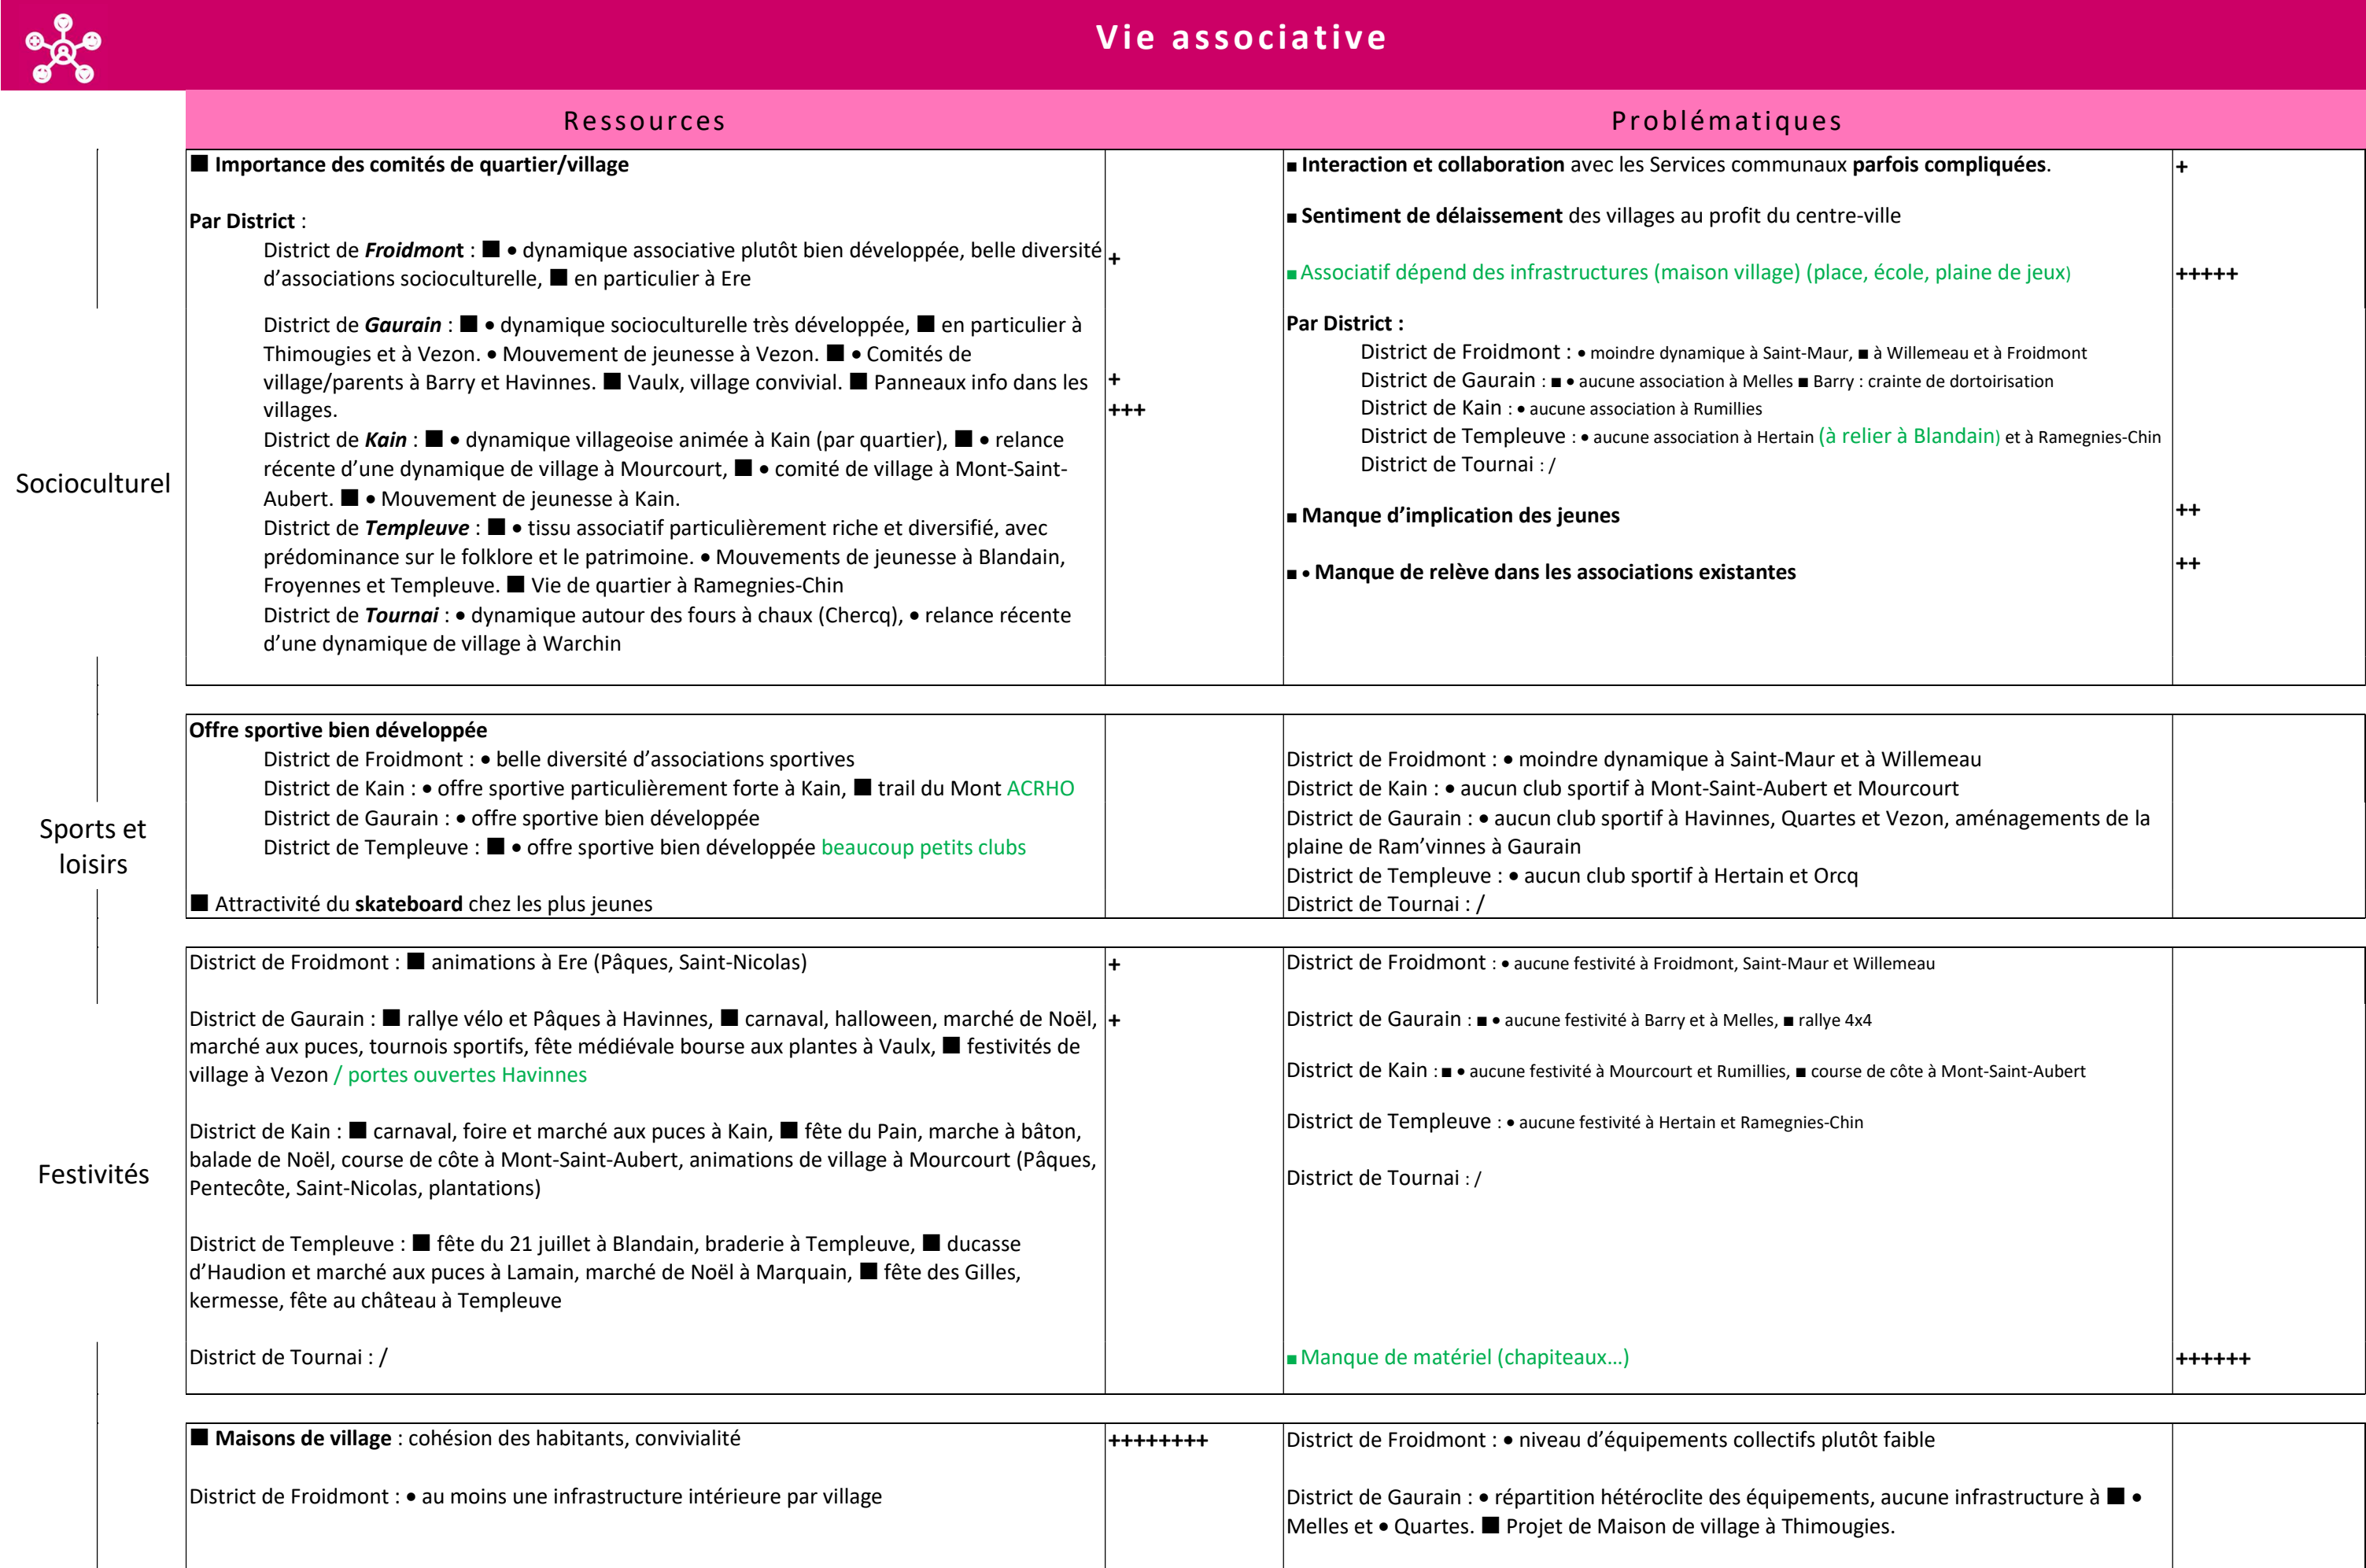 Vie associative
Ressources
Problématiques
Socioculturel
■ Importance des comités de quartier/village
Par District :
District de Froidmont : ■ • dynamique associative plutôt bien développée, belle diversité
+
d’associations socioculturelle, ■ en particulier à Ere
District de Gaurain : ■ • dynamique socioculturelle très développée, ■ en particulier à
Thimougies et à Vezon. • Mouvement de jeunesse à Vezon. ■ • Comités de
village/parents à Barry et Havinnes. ■ Vaulx, village convivial. ■ Panneaux info dans les
+
villages.
+++
District de Kain : ■ • dynamique villageoise animée à Kain (par quartier), ■ • relance
récente d’une dynamique de village à Mourcourt, ■ • comité de village à Mont-Saint-
Aubert. ■ • Mouvement de jeunesse à Kain.
District de Templeuve : ■ • tissu associatif particulièrement riche et diversifié, avec
prédominance sur le folklore et le patrimoine. • Mouvements de jeunesse à Blandain,
Froyennes et Templeuve. ■ Vie de quartier à Ramegnies-Chin
District de Tournai : • dynamique autour des fours à chaux (Chercq), • relance récente
d’une dynamique de village à Warchin
■ Interaction et collaboration avec les Services communaux parfois compliquées.
+
■ Sentiment de délaissement des villages au profit du centre-ville
■ Associatif dépend des infrastructures (maison village) (place, école, plaine de jeux)
+++++
Par District :
District de Froidmont : • moindre dynamique à Saint-Maur, ■ à Willemeau et à Froidmont
District de Gaurain : ■ • aucune association à Melles ■ Barry : crainte de dortoirisation
District de Kain : • aucune association à Rumillies
District de Templeuve : • aucune association à Hertain (à relier à Blandain) et à Ramegnies-Chin
District de Tournai : /
■ Manque d’implication des jeunes
++
■ • Manque de relève dans les associations existantes
++
Sports et
loisirs
Offre sportive bien développée
District de Froidmont : • belle diversité d’associations sportives
District de Kain : • offre sportive particulièrement forte à Kain, ■ trail du Mont ACRHO
District de Gaurain : • offre sportive bien développée
District de Templeuve : ■ • offre sportive bien développée beaucoup petits clubs
■ Attractivité du skateboard chez les plus jeunes
District de Froidmont : • moindre dynamique à Saint-Maur et à Willemeau
District de Kain : • aucun club sportif à Mont-Saint-Aubert et Mourcourt
District de Gaurain : • aucun club sportif à Havinnes, Quartes et Vezon, aménagements de la
plaine de Ram’vinnes à Gaurain
District de Templeuve : • aucun club sportif à Hertain et Orcq
District de Tournai : /
Festivités
District de Froidmont : ■ animations à Ere (Pâques, Saint-Nicolas)
+
District de Gaurain : ■ rallye vélo et Pâques à Havinnes, ■ carnaval, halloween, marché de Noël,
+
marché aux puces, tournois sportifs, fête médiévale bourse aux plantes à Vaulx, ■ festivités de
village à Vezon / portes ouvertes Havinnes
District de Kain : ■ carnaval, foire et marché aux puces à Kain, ■ fête du Pain, marche à bâton,
balade de Noël, course de côte à Mont-Saint-Aubert, animations de village à Mourcourt (Pâques,
Pentecôte, Saint-Nicolas, plantations)
District de Templeuve : ■ fête du 21 juillet à Blandain, braderie à Templeuve, ■ ducasse
d’Haudion et marché aux puces à Lamain, marché de Noël à Marquain, ■ fête des Gilles,
kermesse, fête au château à Templeuve
District de Tournai : /
District de Froidmont : • aucune festivité à Froidmont, Saint-Maur et Willemeau
District de Gaurain : ■ • aucune festivité à Barry et à Melles, ■ rallye 4x4
District de Kain : ■ • aucune festivité à Mourcourt et Rumillies, ■ course de côte à Mont-Saint-Aubert
District de Templeuve : • aucune festivité à Hertain et Ramegnies-Chin
District de Tournai : /
■ Manque de matériel (chapiteaux…)
++++++
■ Maisons de village : cohésion des habitants, convivialité
++++++++
District de Froidmont : • au moins une infrastructure intérieure par village
District de Froidmont : • niveau d’équipements collectifs plutôt faible
District de Gaurain : • répartition hétéroclite des équipements, aucune infrastructure à ■ •
Melles et • Quartes. ■ Projet de Maison de village à Thimougies.